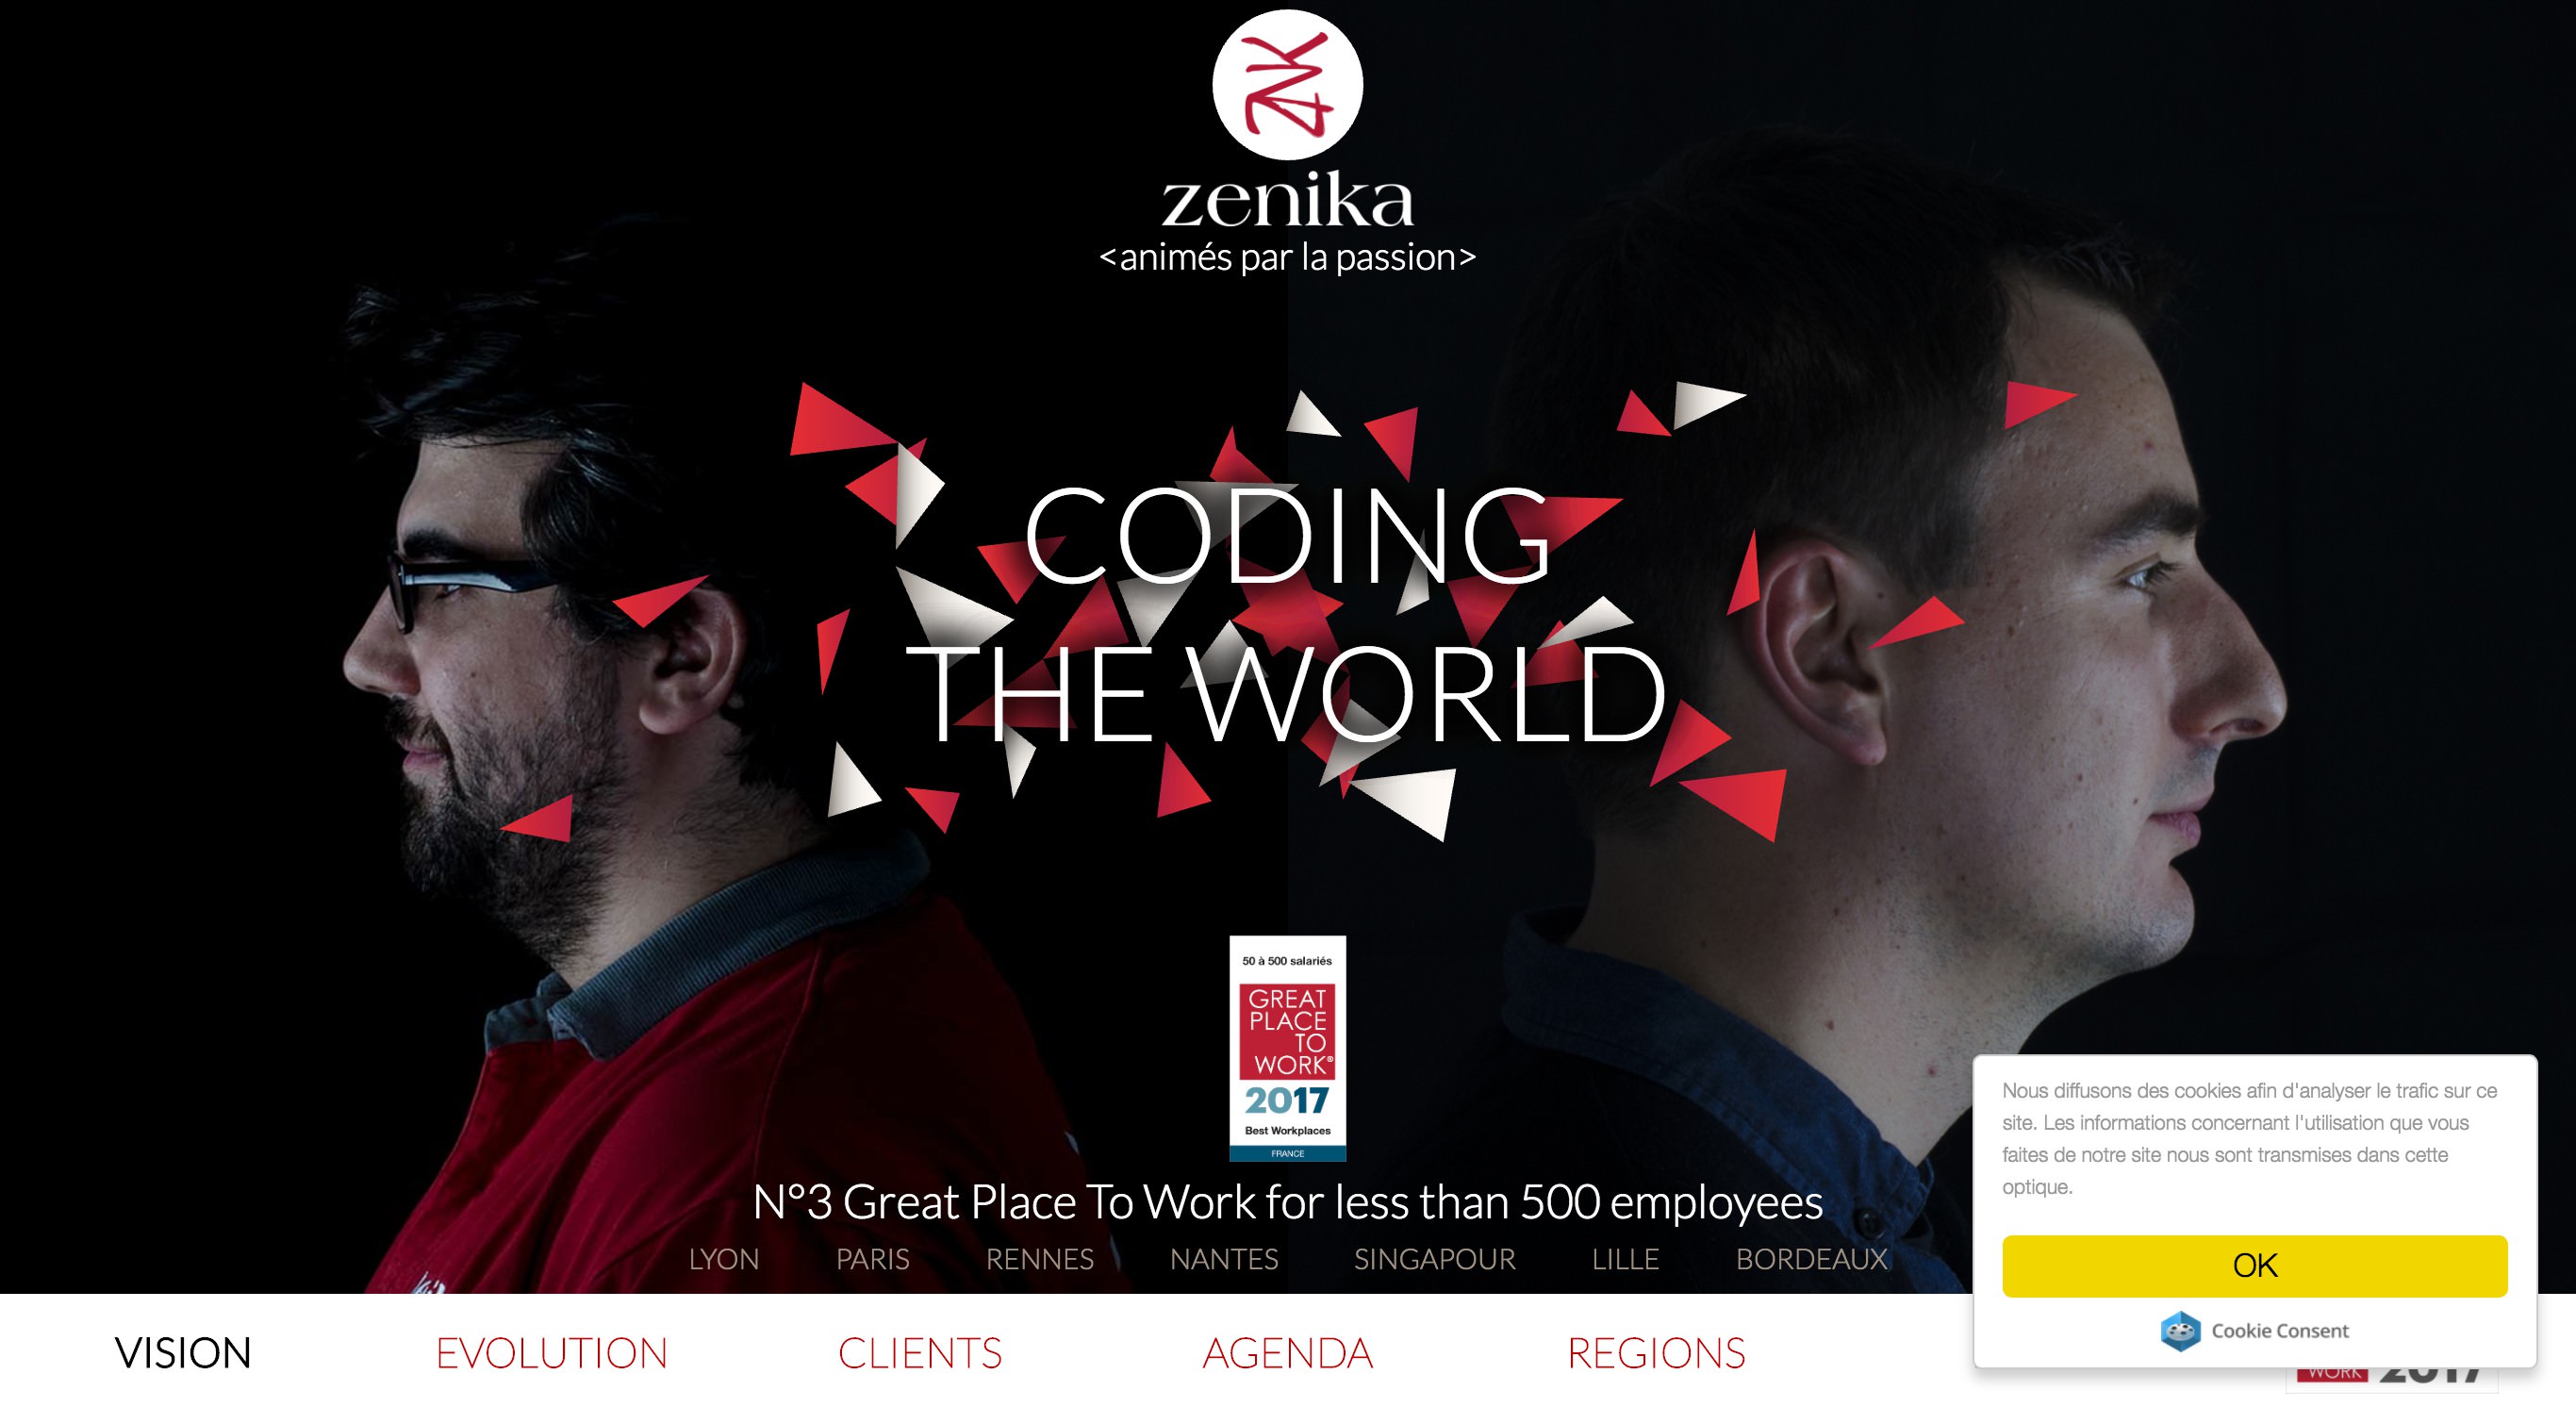 zenika
<animés par la passion>
CODING
THE WORLD
50 à 500 salariés
GREAT
PLACE
TO
WORK®
2017
Best Workplaces
FRANCE
N°3 Great Place To Work for less than 500 employees
LYON PARIS RENNES NANTES SINGAPOUR LILLE BORDEAUX
VISION EVOLUTION CLIENTS AGENDA REGIONS
Nous diffusons des cookies afin d'analyser le trafic sur ce
site. Les informations concernant l'utilisation que vous
faites de notre site nous sont transmises dans cette
optique.
OK
Cookie Consent
WORK 2017